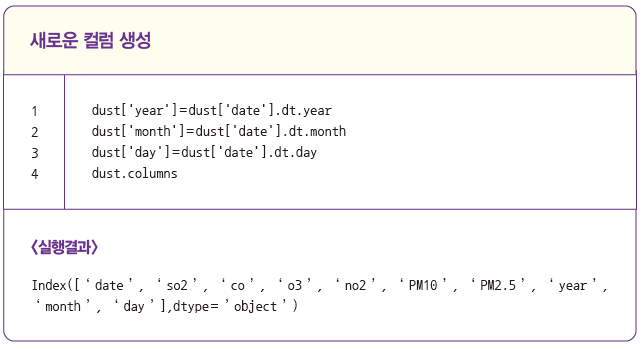 새로운 컬럼 생성
1 dust['year']=dust['date'].dt.year
2 dust['month']=dust['date'].dt.month
3 dust['day']=dust['date'].dt.day
4 dust.columns
<실행결과>
Index([ ‘ date ’ , ‘ so2 ’ , ‘ co ’ , ‘ o3 ’ , ‘ no2 ’ , ‘ PM10 ’ , ‘ PM2.5 ’ , ‘ year ’ ,
‘ month ’ , ‘ day ’ ],dtype= ’ object ’ )